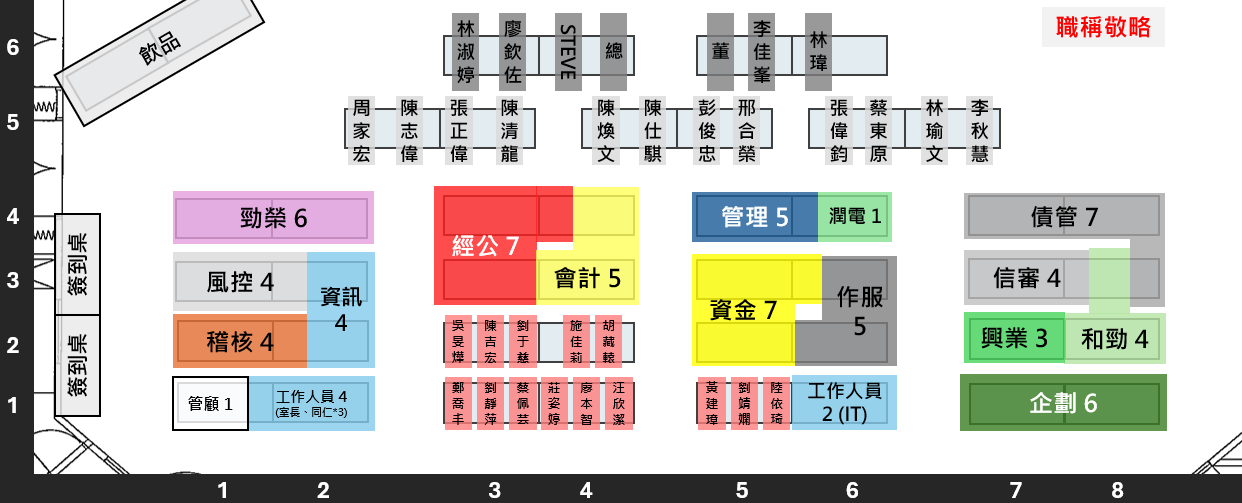 職稱敬略
飲品
6
林淑婷
廖欽佐
STEVE
總
董
李佳峯
林瑋
5
周家宏
陳志偉
張正偉
陳清龍
陳煥文
陳仕騏
彭俊忠
邢合榮
張偉鈞
蔡東原
林瑜文
李秋慧
4
勁榮 6
經公 7
管理 5
潤電 1
債管 7
簽到桌
3
風控 4
資訊 4
會計 5
資金 7
作服 5
信審 4
2
稽核 4
吳旻燁
陳吉宏
劉于慈
施佳莉
興業 3
和勁 4
簽到桌
1
管顧 1
工作人員 4
(室長、同仁*3)
鄭喬丰
劉靜萍
蔡佩芸
莊姿婷
廖本智
汪欣潔
黃建璋
劉婧嫻
陸依琦
工作人員
2 (IT)
企劃 6
1
2
3
4
5
6
7
8